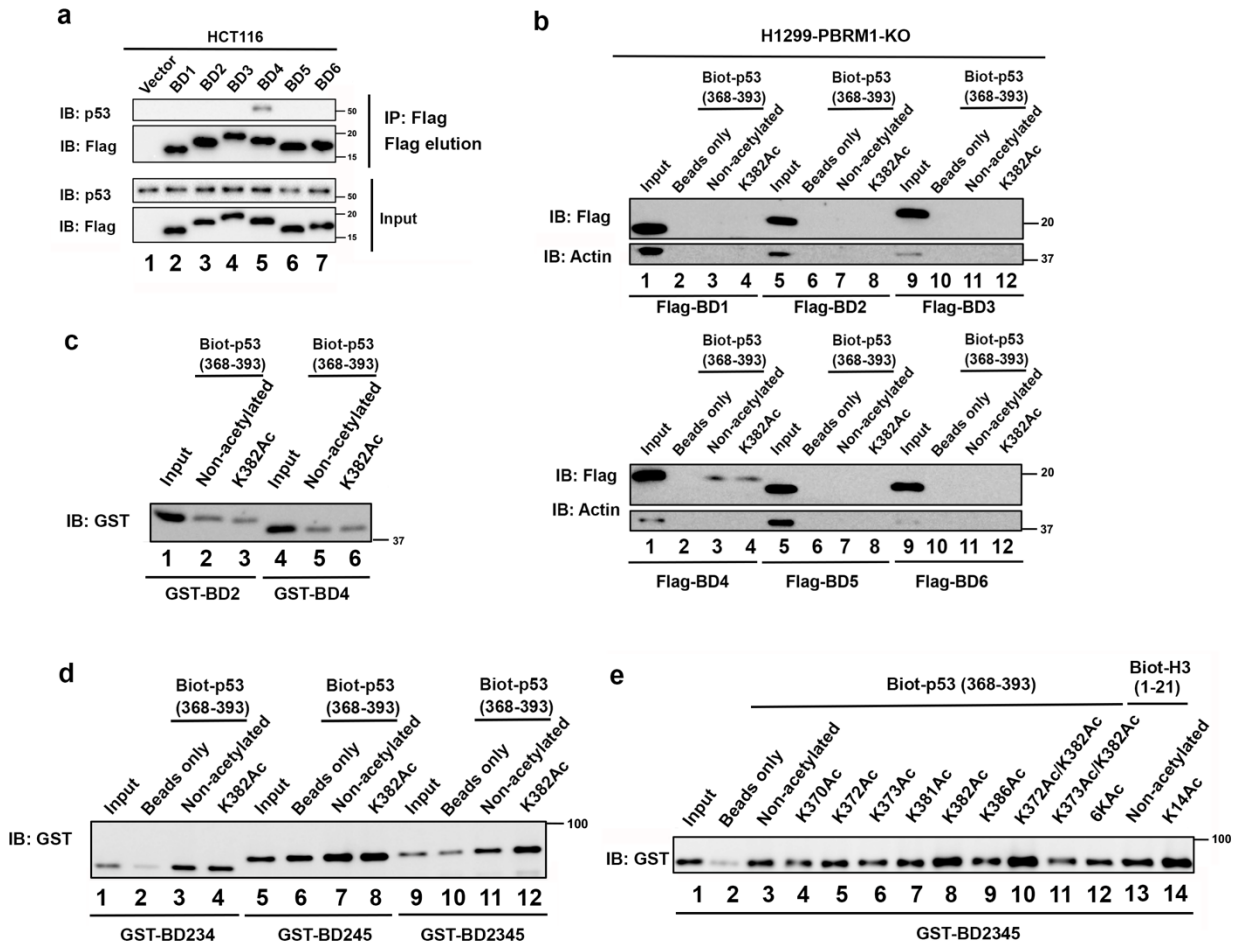 a
HCT116
Vector
BD1
BD2
BD3
BD4
BD5
BD6
IB: p53
50
IB: Flag
20
15
IP: Flag
Flag elution
IB: p53
50
IB: Flag
20
15
Input
1 2 3 4 5 6 7
b
H1299-PBRM1-KO
Biot-p53
(368-393)
Biot-p53
(368-393)
Biot-p53
(368-393)
Input
Beads only
Non-acetylated
K382Ac
Input
Beads only
Non-acetylated
K382Ac
Input
Beads only
Non-acetylated
K382Ac
IB: Flag
20
IB: Actin
37
1 2 3 4 5 6 7 8 9 10 11 12
Flag-BD1 Flag-BD2 Flag-BD3
Biot-p53
(368-393)
Biot-p53
(368-393)
Biot-p53
(368-393)
Input
Beads only
Non-acetylated
K382Ac
Input
Beads only
Non-acetylated
K382Ac
Input
Beads only
Non-acetylated
K382Ac
IB: Flag
20
IB: Actin
37
1 2 3 4 5 6 7 8 9 10 11 12
Flag-BD4 Flag-BD5 Flag-BD6
c
Biot-p53
(368-393)
Biot-p53
(368-393)
Input
Non-acetylated
K382Ac
Input
Non-acetylated
K382Ac
IB: GST
37
1 2 3 4 5 6
GST-BD2 GST-BD4
d
Biot-p53
(368-393)
Biot-p53
(368-393)
Biot-p53
(368-393)
Input
Beads only
Non-acetylated
K382Ac
Input
Beads only
Non-acetylated
K382Ac
Input
Beads only
Non-acetylated
K382Ac
IB: GST
100
1 2 3 4 5 6 7 8 9 10 11 12
GST-BD234 GST-BD245 GST-BD2345
e
Biot-p53 (368-393)
Biot-H3
(1-21)
Input
Beads only
Non-acetylated
K370Ac
K372Ac
K373Ac
K381Ac
K382Ac
K386Ac
K372Ac/K382Ac
K373Ac/K382Ac
6KAc
Non-acetylated
K14Ac
IB: GST
100
1 2 3 4 5 6 7 8 9 10 11 12 13 14
GST-BD2345